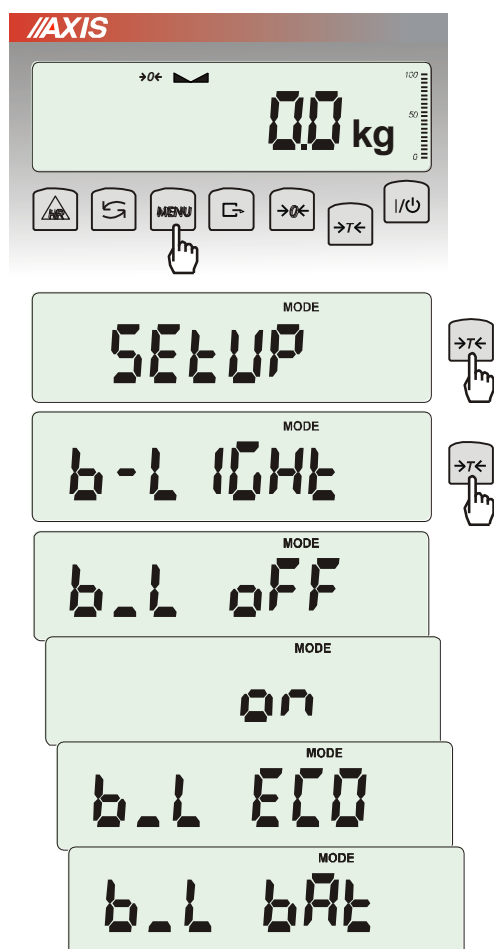 //AXIS
→0← 100
50
0.0 kg
0
HR MENU →0← →T← I/⏻
MODE
SEtUP →T←
MODE
b-LIGHt →T←
MODE
b_L oFF
MODE
on
MODE
b_L ECO
MODE
b_L bAt